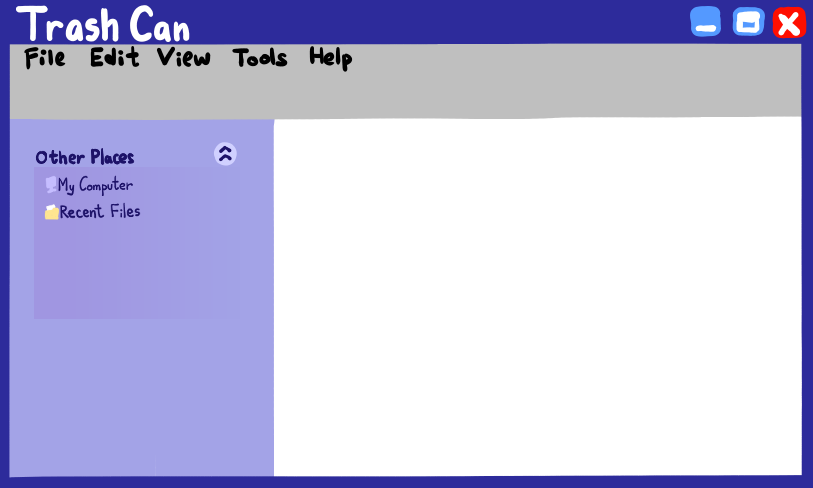 Trash Can
File Edit View Tools Help
Other Places
My Computer
Recent Files